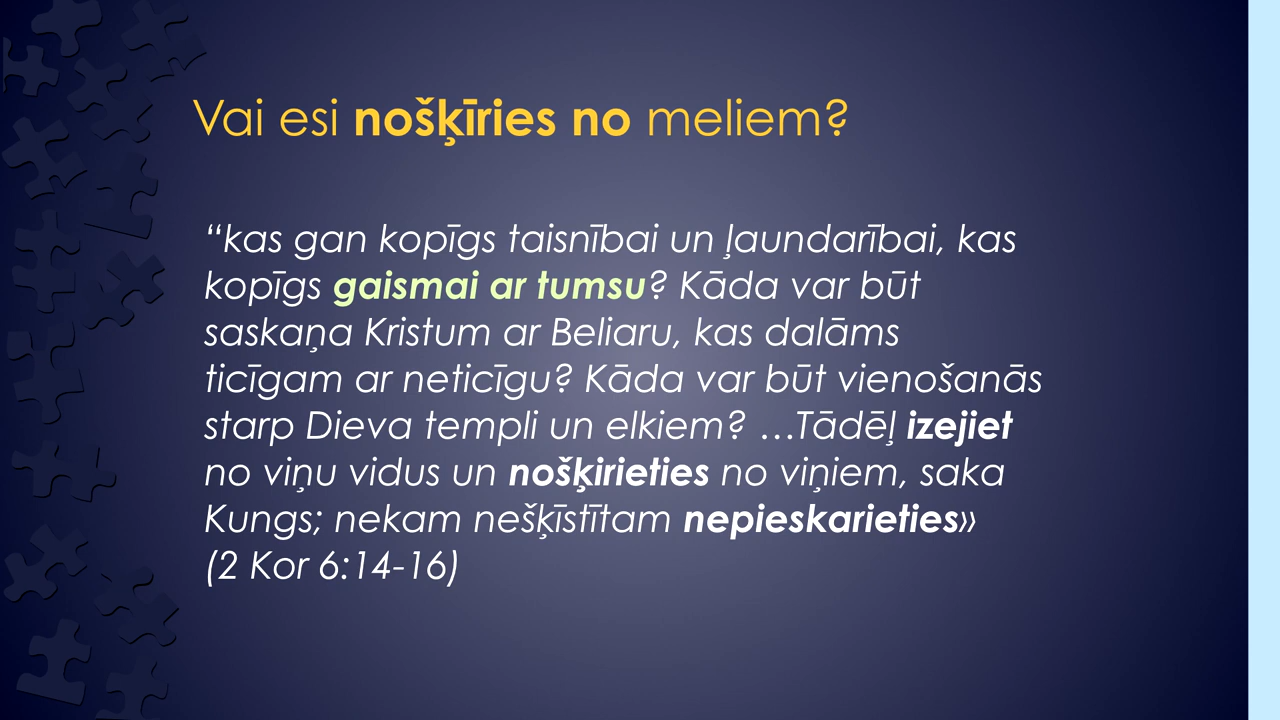 Vai esi nošķīries no meliem?
“kas gan kopīgs taisnībai un ļaundarībai, kas
kopīgs gaismai ar tumsu? Kāda var būt
saskaņa Kristum ar Beliaru, kas dalāms
ticīgam ar neticīgu? Kāda var būt vienošanās
starp Dieva templi un elkiem? …Tādēļ izejiet
no viņu vidus un nošķirieties no viņiem, saka
Kungs; nekam nešķīstītam nepieskarieties»
(2 Kor 6:14-16)